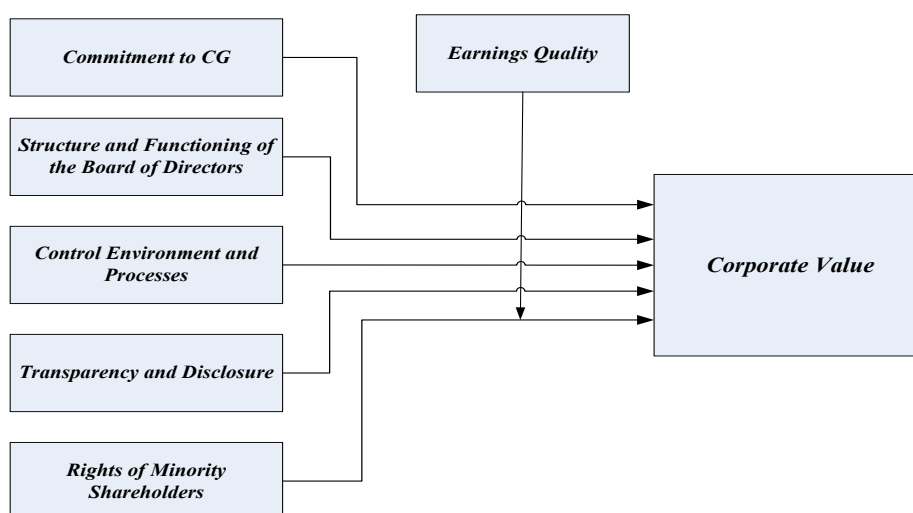 Commitment to CG
Earnings Quality
Structure and Functioning of
the Board of Directors
Control Environment and
Processes
Corporate Value
Transparency and Disclosure
Rights of Minority
Shareholders